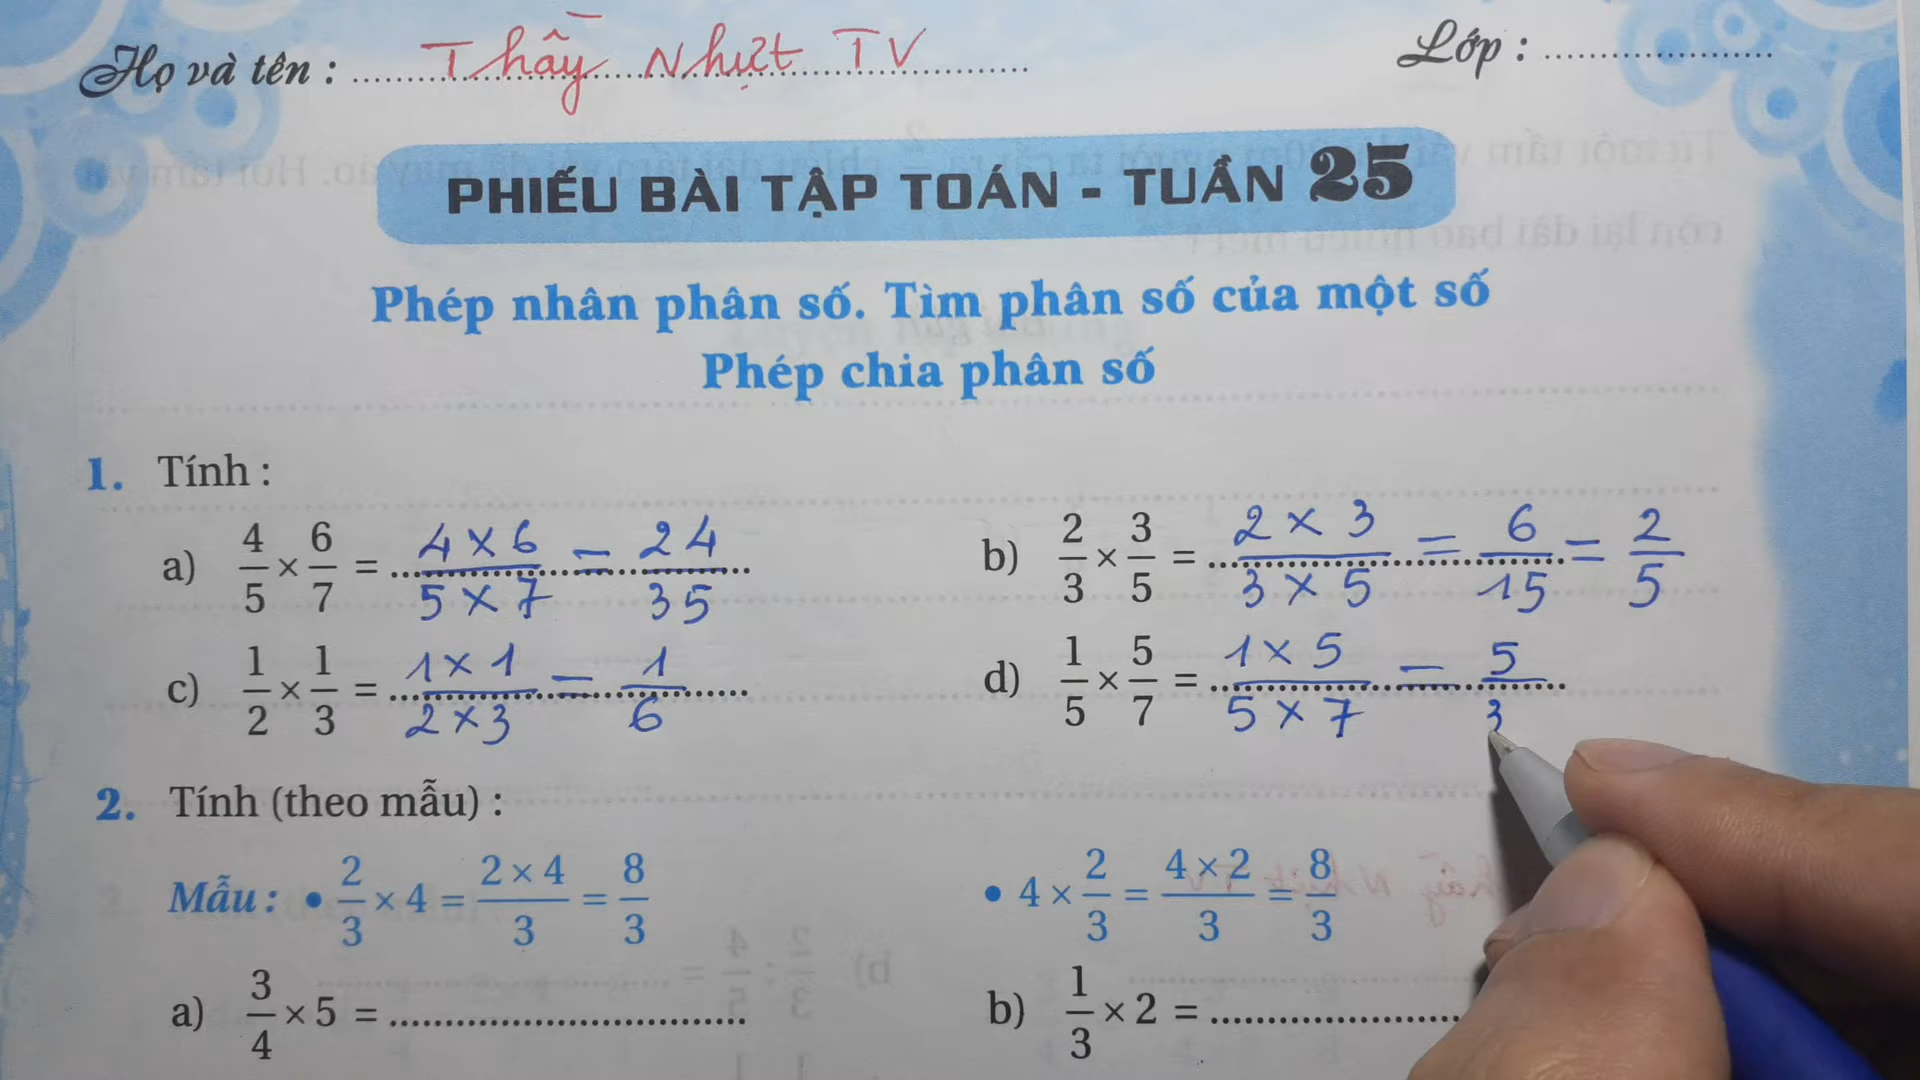 Họ và tên : Thầy Nhựt TV Lớp :
PHIẾU BÀI TẬP TOÁN - TUẦN 25
Phép nhân phân số. Tìm phân số của một số
Phép chia phân số
1. Tính :
a) 4/5 × 6/7 = 4 × 6 / 5 × 7 = 24/35 b) 2/3 × 3/5 = 2 × 3 / 3 × 5 = 6/15 = 2/5
c) 1/2 × 1/3 = 1 × 1 / 2 × 3 = 1/6 d) 1/5 × 5/7 = 1 × 5 / 5 × 7 = 5/3
2. Tính (theo mẫu) :
Mẫu : • 2/3 × 4 = 2 × 4 / 3 = 8/3 • 4 × 2/3 = 4 × 2 / 3 = 8/3
a) 3/4 × 5 = b) 1/3 × 2 =